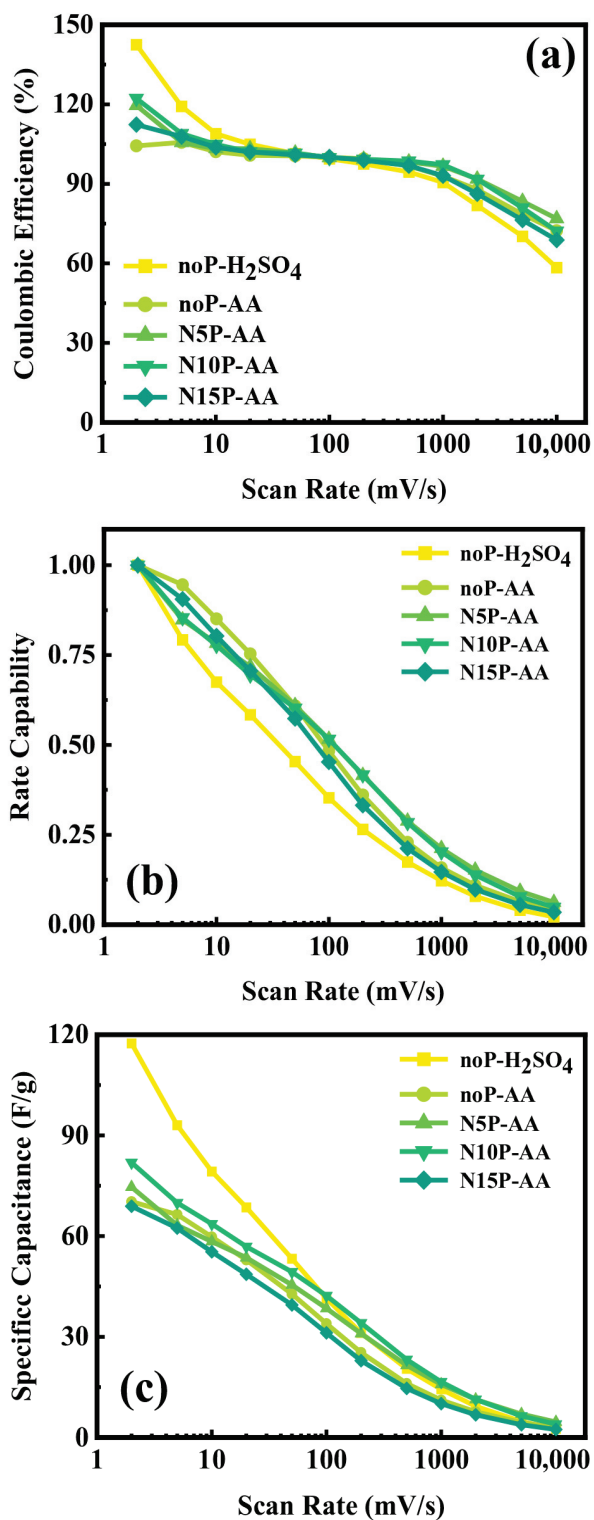 (a)
Coulombic Efficiency (%)
150
120
90
60
30
0
noP-H₂SO₄
noP-AA
N5P-AA
N10P-AA
N15P-AA
1 10 100 1000 10,000
Scan Rate (mV/s)
(b)
Rate Capability
1.00
0.75
0.50
0.25
0.00
noP-H₂SO₄
noP-AA
N5P-AA
N10P-AA
N15P-AA
1 10 100 1000 10,000
Scan Rate (mV/s)
(c)
Specificc Capacitance (F/g)
120
90
60
30
0
noP-H₂SO₄
noP-AA
N5P-AA
N10P-AA
N15P-AA
1 10 100 1000 10,000
Scan Rate (mV/s)